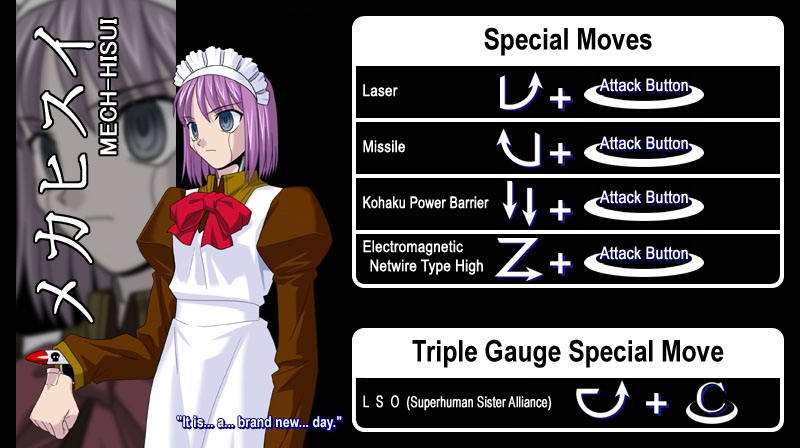 メカヒスイ
MECH-HISUI
"It is... a... brand new... day."
Special Moves
Laser + Attack Button
Missile + Attack Button
Kohaku Power Barrier + Attack Button
Electromagnetic
Netwire Type High + Attack Button
Triple Gauge Special Move
L S O (Superhuman Sister Alliance) + C